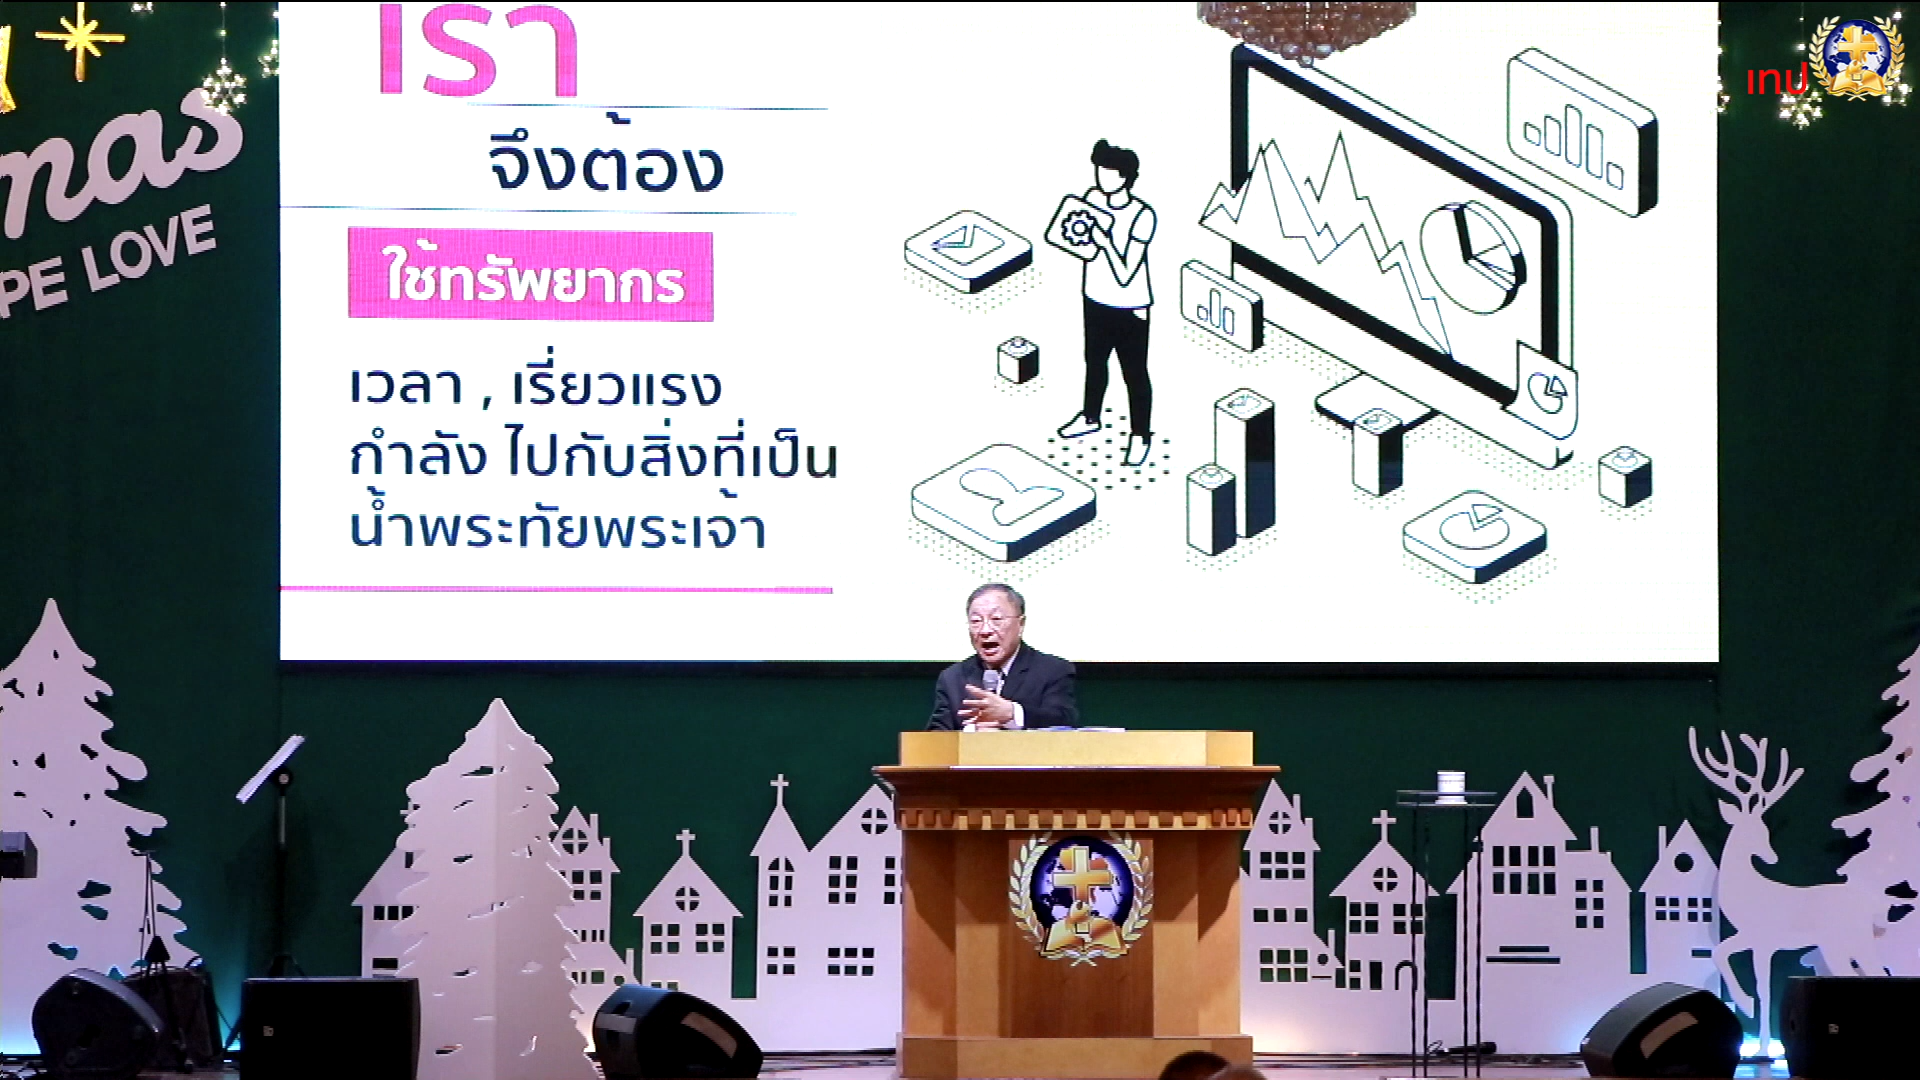 เรา
จึงต้อง
ใช้ทรัพยากร
เวลา , เรี่ยวแรง
กำลัง ไปกับสิ่งที่เป็น
น้ำพระทัยพระเจ้า
mas
PE LOVE
เทป